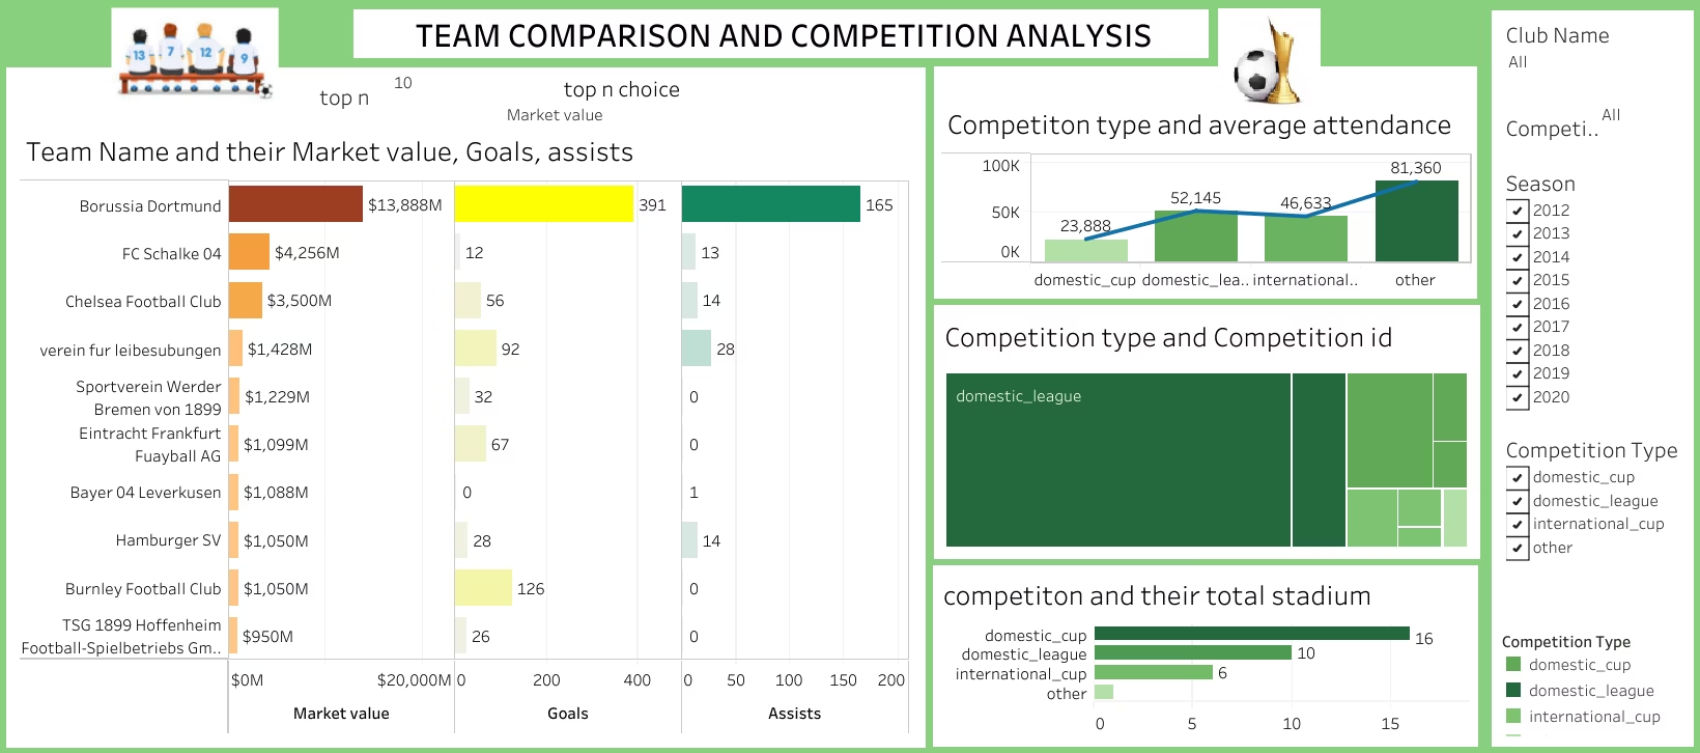 TEAM COMPARISON AND COMPETITION ANALYSIS
13 7 12 9
top n
10
top n choice
Market value
Team Name and their Market value, Goals, assists
Borussia Dortmund $13,888M 391 165
FC Schalke 04 $4,256M 12 13
Chelsea Football Club $3,500M 56 14
verein fur leibesubungen $1,428M 92 28
Sportverein Werder
Bremen von 1899 $1,229M 32 0
Eintracht Frankfurt
Fuayball AG $1,099M 67 0
Bayer 04 Leverkusen $1,088M 0 1
Hamburger SV $1,050M 28 14
Burnley Football Club $1,050M 126 0
TSG 1899 Hoffenheim
Football-Spielbetriebs Gm.. $950M 26 0
$0M $20,000M 0 200 400 0 50 100 150 200
Market value Goals Assists
Competiton type and average attendance
100K
50K
0K
23,888 52,145 46,633 81,360
domestic_cup domestic_lea.. international.. other
Competition type and Competition id
domestic_league
competiton and their total stadium
domestic_cup 16
domestic_league 10
international_cup 6
other
0 5 10 15
Club Name
All
Competi.. All
Season
2012
2013
2014
2015
2016
2017
2018
2019
2020
Competition Type
domestic_cup
domestic_league
international_cup
other
Competition Type
domestic_cup
domestic_league
international_cup